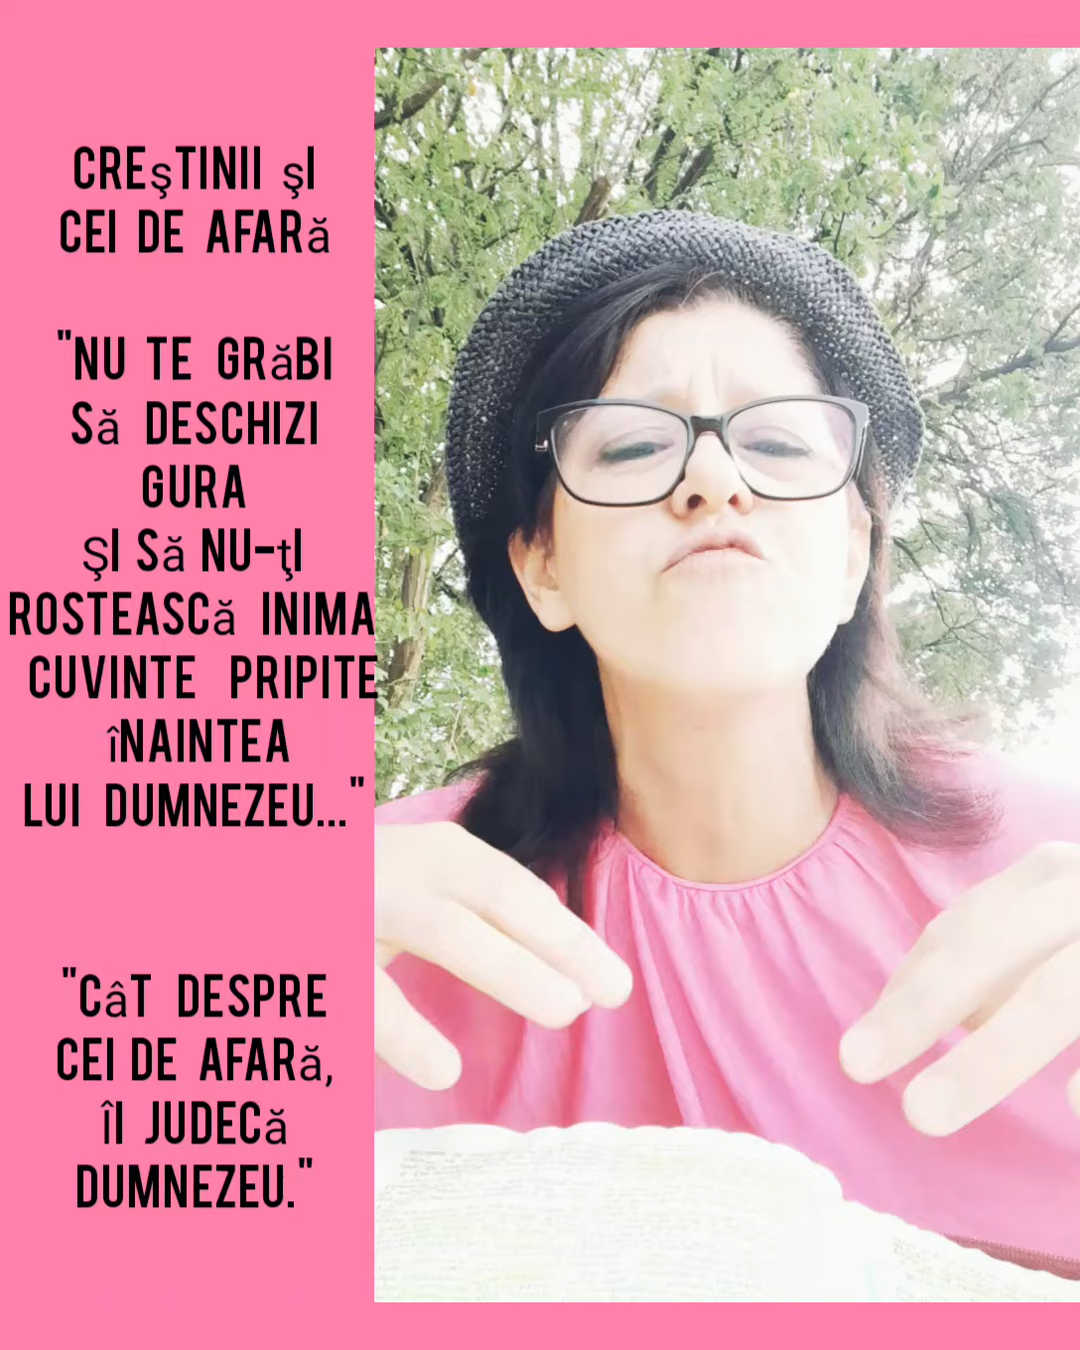 CREşTINII şI
CEI DE AFARă
"NU TE GRăBI
Să DESCHIZI
GURA
ŞI Să NU-ţI
ROSTEASCă INIMA
CUVINTE PRIPITE
îNAINTEA
LUI DUMNEZEU..."
"CâT DESPRE
CEI DE AFARă,
ÎI JUDECă
DUMNEZEU."